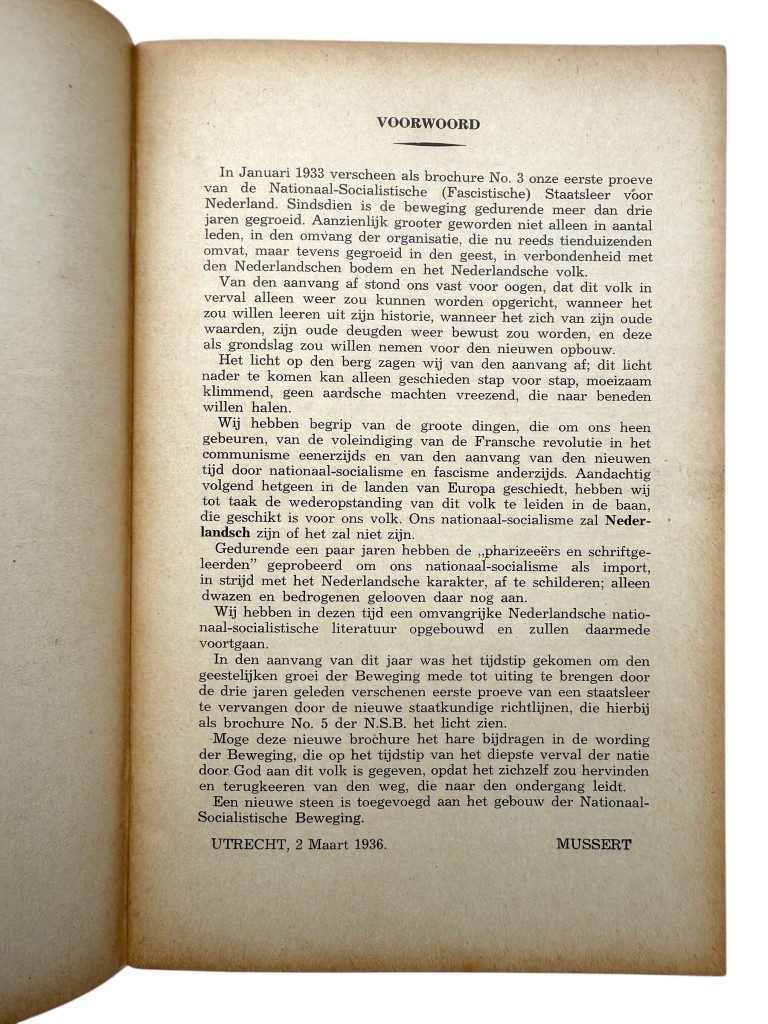 VOORWOORD
In Januari 1933 verscheen als brochure No. 3 onze eerste proeve
van de Nationaal-Socialistische (Fascistische) Staatsleer vóor
Nederland. Sindsdien is de beweging gedurende meer dan drie
jaren gegroeid. Aanzienlijk grooter geworden niet alleen in aantal
leden, in den omvang der organisatie, die nu reeds tienduizenden
omvat, maar tevens gegroeid in den geest, in verbondenheid met
den Nederlandschen bodem en het Nederlandsche volk.
Van den aanvang af stond ons vast voor oogen, dat dit volk in
verval alleen weer zou kunnen worden opgericht, wanneer het
zou willen leeren uit zijn historie, wanneer het zich van zijn oude
waarden, zijn oude deugden weer bewust zou worden, en deze
als grondslag zou willen nemen voor den nieuwen opbouw.
Het licht op den berg zagen wij van den aanvang af; dit licht
nader te komen kan alleen geschieden stap voor stap, moeizaam
klimmend, geen aardsche machten vreezend, die naar beneden
willen halen.
Wij hebben begrip van de groote dingen, die om ons heen
gebeuren, van de voleindiging van de Fransche revolutie in het
communisme eenerzijds en van den aanvang van den nieuwen
tijd door nationaal-socialisme en fascisme anderzijds. Aandachtig
volgend hetgeen in de landen van Europa geschiedt, hebben wij
tot taak de wederopstanding van dit volk te leiden in de baan,
die geschikt is voor ons volk. Ons nationaal-socialisme zal Neder-
landsch zijn of het zal niet zijn.
Gedurende een paar jaren hebben de „pharizeeërs en schriftge-
leerden" geprobeerd om ons nationaal-socialisme als import,
in strijd met het Nederlandsche karakter, af te schilderen; alleen
dwazen en bedrogenen gelooven daar nog aan.
Wij hebben in dezen tijd een omvangrijke Nederlandsche natio-
naal-socialistische literatuur opgebouwd en zullen daarmede
voortgaan.
In den aanvang van dit jaar was het tijdstip gekomen om den
geestelijken groei der Beweging mede tot uiting te brengen door
de drie jaren geleden verschenen eerste proeve van een staatsleer
te vervangen door de nieuwe staatkundige richtlijnen, die hierbij
als brochure No. 5 der N.S.B. het licht zien.
Moge deze nieuwe brochure het hare bijdragen in de wording
der Beweging, die op het tijdstip van het diepste verval der natie
door God aan dit volk is gegeven, opdat het zichzelf zou hervinden
en terugkeeren van den weg, die naar den ondergang leidt.
Een nieuwe steen is toegevoegd aan het gebouw der Nationaal-
Socialistische Beweging.
UTRECHT, 2 Maart 1936. MUSSERT